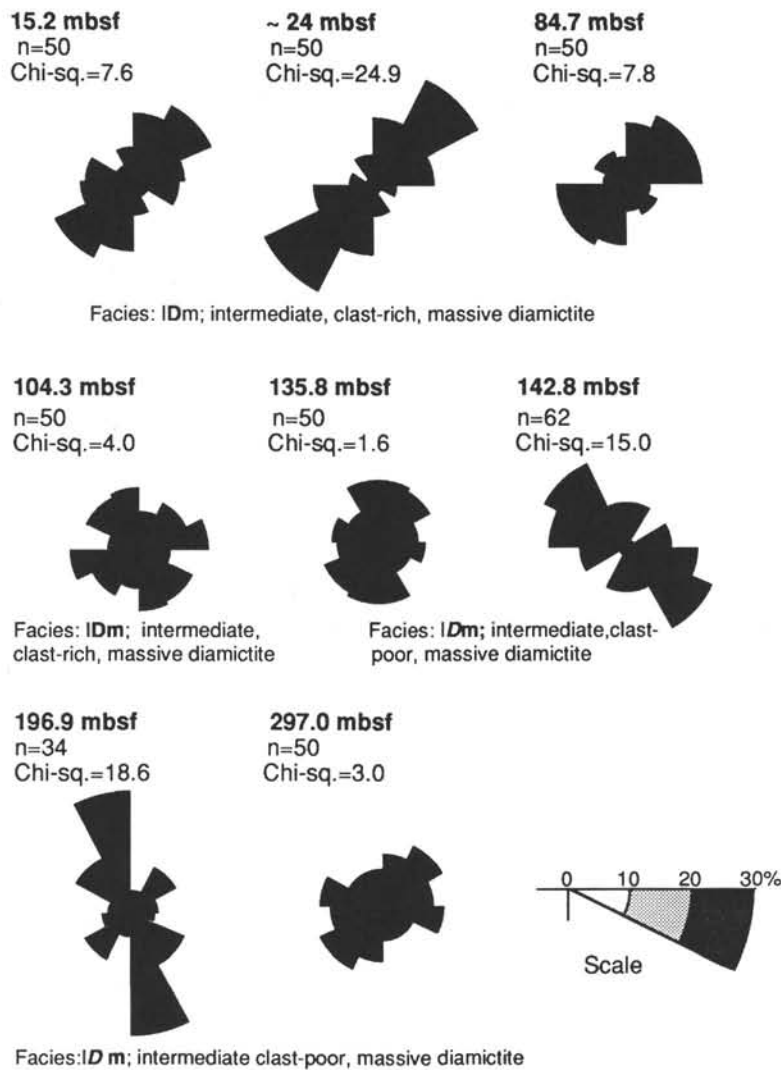 15.2 mbsf
n=50
Chi-sq.=7.6
~ 24 mbsf
n=50
Chi-sq.=24.9
84.7 mbsf
n=50
Chi-sq.=7.8
Facies: IDm; intermediate, clast-rich, massive diamictite
104.3 mbsf
n=50
Chi-sq.=4.0
135.8 mbsf
n=50
Chi-sq.=1.6
142.8 mbsf
n=62
Chi-sq.=15.0
Facies: IDm; intermediate,
clast-rich, massive diamictite
Facies: IDm; intermediate,clast-
poor, massive diamictite
196.9 mbsf
n=34
Chi-sq.=18.6
297.0 mbsf
n=50
Chi-sq.=3.0
0 10 20 30%
Scale
Facies:ID m; intermediate clast-poor, massive diamictite